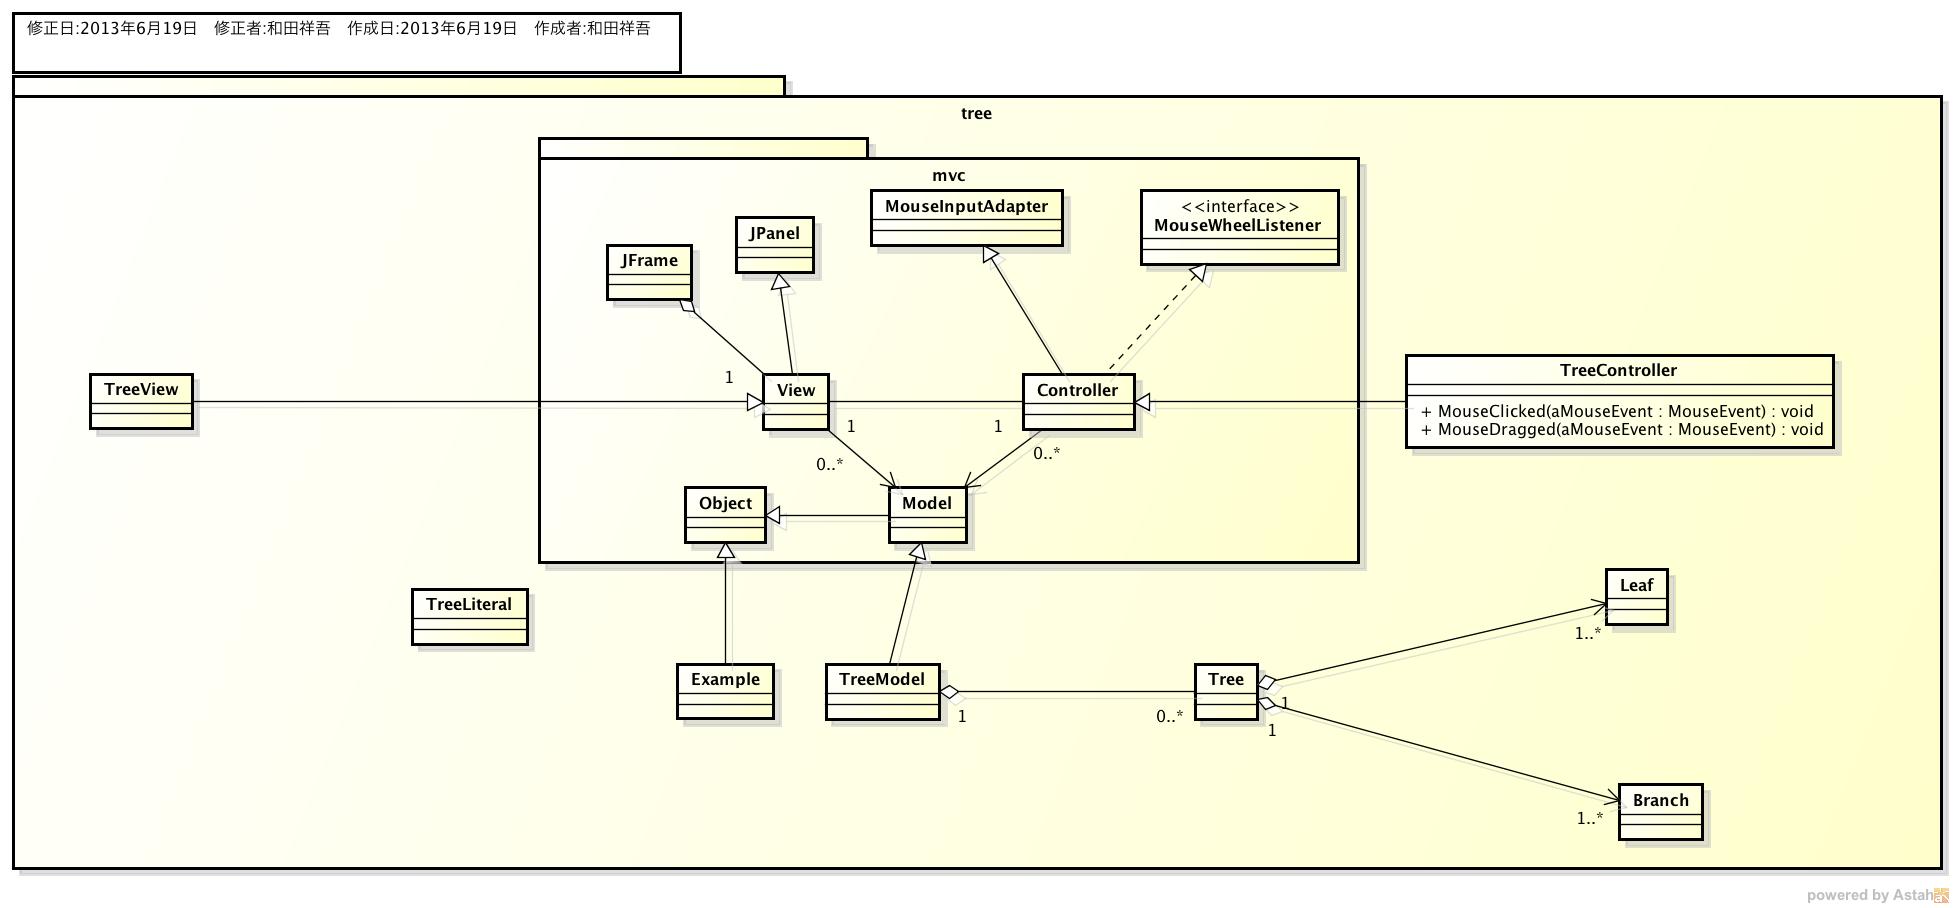 修正日:2013年6月19日　修正者:和田祥吾　作成日:2013年6月19日　作成者:和田祥吾
tree
mvc
MouseInputAdapter
<<interface>>
MouseWheelListener
JPanel
JFrame
TreeView
1
View
Controller
TreeController
+ MouseClicked(aMouseEvent : MouseEvent) : void
+ MouseDragged(aMouseEvent : MouseEvent) : void
1
1
0..*
0..*
Object
Model
TreeLiteral
Leaf
1..*
Example
TreeModel
Tree
1
1
0..*
1
Branch
1..*
powered by Astah